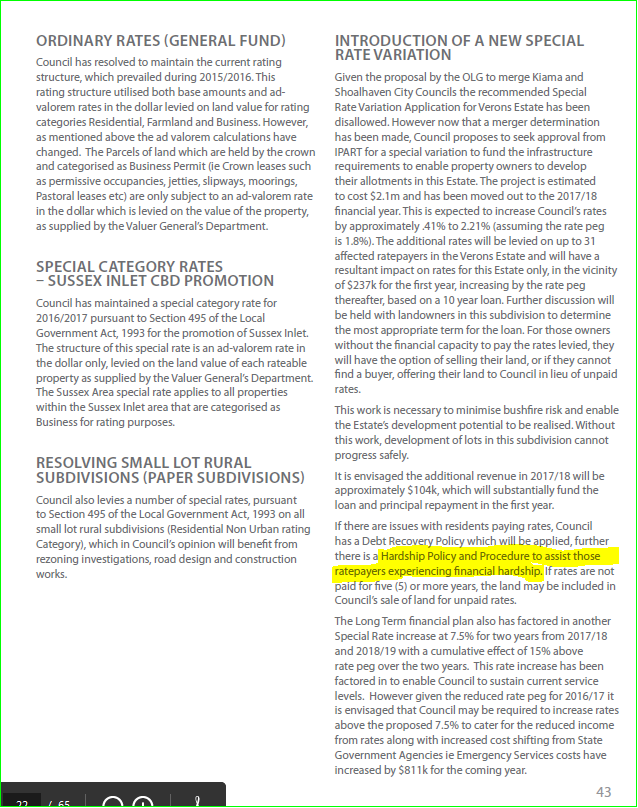 ORDINARY RATES (GENERAL FUND)
Council has resolved to maintain the current rating
structure, which prevailed during 2015/2016. This
rating structure utilised both base amounts and ad-
valorem rates in the dollar levied on land value for rating
categories Residential, Farmland and Business. However,
as mentioned above the ad valorem calculations have
changed.  The Parcels of land which are held by the crown
and categorised as Business Permit (ie Crown leases such
as permissive occupancies, jetties, slipways, moorings,
Pastoral leases etc) are only subject to an ad-valorem rate
in the dollar which is levied on the value of the property,
as supplied by the Valuer General's Department.
SPECIAL CATEGORY RATES
– SUSSEX INLET CBD PROMOTION
Council has maintained a special category rate for
2016/2017 pursuant to Section 495 of the Local
Government Act, 1993 for the promotion of Sussex Inlet.
The structure of this special rate is an ad-valorem rate in
the dollar only, levied on the land value of each rateable
property as supplied by the Valuer General's Department.
The Sussex Area special rate applies to all properties
within the Sussex Inlet area that are categorised as
Business for rating purposes.
RESOLVING SMALL LOT RURAL
SUBDIVISIONS (PAPER SUBDIVISIONS)
Council also levies a number of special rates, pursuant
to Section 495 of the Local Government Act, 1993 on all
small lot rural subdivisions (Residential Non Urban rating
Category), which in Council's opinion will benefit from
rezoning investigations, road design and construction
works.
INTRODUCTION OF A NEW SPECIAL
RATE VARIATION
Given the proposal by the OLG to merge Kiama and
Shoalhaven City Councils the recommended Special
Rate Variation Application for Verons Estate has been
disallowed. However now that a merger determination
has been made, Council proposes to seek approval from
IPART for a special variation to fund the infrastructure
requirements to enable property owners to develop
their allotments in this Estate. The project is estimated
to cost $2.1m and has been moved out to the 2017/18
financial year. This is expected to increase Council's rates
by approximately .41% to 2.21% (assuming the rate peg
is 1.8%). The additional rates will be levied on up to 31
affected ratepayers in the Verons Estate and will have a
resultant impact on rates for this Estate only, in the vicinity
of $237k for the first year, increasing by the rate peg
thereafter, based on a 10 year loan. Further discussion will
be held with landowners in this subdivision to determine
the most appropriate term for the loan. For those owners
without the financial capacity to pay the rates levied, they
will have the option of selling their land, or if they cannot
find a buyer, offering their land to Council in lieu of unpaid
rates.
This work is necessary to minimise bushfire risk and enable
the Estate's development potential to be realised. Without
this work, development of lots in this subdivision cannot
progress safely.
It is envisaged the additional revenue in 2017/18 will be
approximately $104k, which will substantially fund the
loan and principal repayment in the first year.
If there are issues with residents paying rates, Council
has a Debt Recovery Policy which will be applied, further
there is a Hardship Policy and Procedure to assist those
ratepayers experiencing financial hardship. If rates are not
paid for five (5) or more years, the land may be included in
Council's sale of land for unpaid rates.
The Long Term financial plan also has factored in another
Special Rate increase at 7.5% for two years from 2017/18
and 2018/19 with a cumulative effect of 15% above
rate peg over the two years.  This rate increase has been
factored in to enable Council to sustain current service
levels.  However given the reduced rate peg for 2016/17 it
is envisaged that Council may be required to increase rates
above the proposed 7.5% to cater for the reduced income
from rates along with increased cost shifting from State
Government Agencies ie Emergency Services costs have
increased by $811k for the coming year.
43
22 / 65